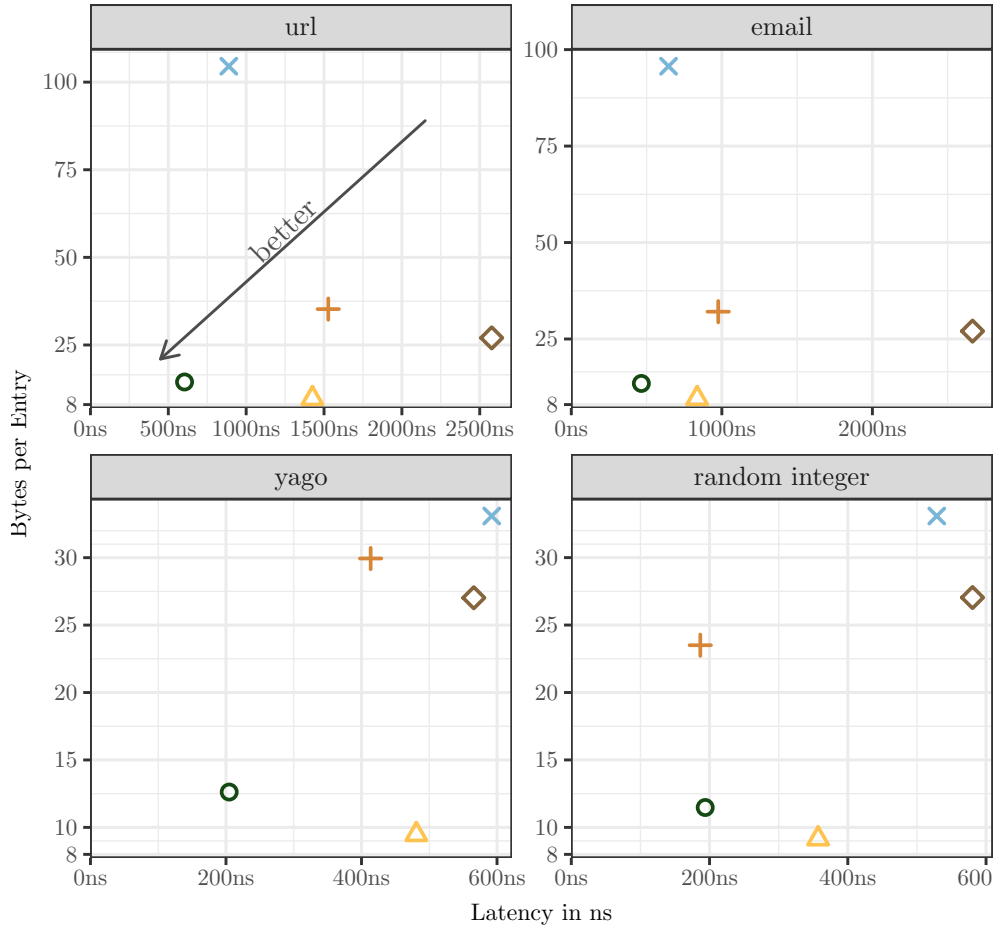 url
email
100
75
50
25
8
better
0ns 500ns 1000ns 1500ns 2000ns 2500ns
100
75
50
25
8
0ns 1000ns 2000ns
Bytes per Entry
yago
random integer
30
25
20
15
10
8
0ns 200ns 400ns 600ns
30
25
20
15
10
8
0ns 200ns 400ns 600
Latency in ns